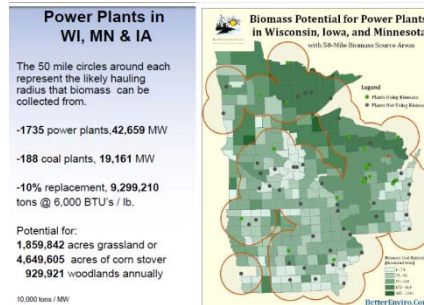 Power Plants in
WI, MN & IA
The 50 mile circles around each
represent the likely hauling
radius that biomass can be
collected from.
-1735 power plants,42,659 MW
-188 coal plants, 19,161 MW
-10% replacement, 9,299,210
tons @ 6,000 BTU's / lb.
Potential for:
1,859,842 acres grassland or
4,649,605 acres of corn stover
929,921 woodlands annually
10,000 tons / MW
Biomass Potential for Power Plants
in Wisconsin, Iowa, and Minnesota
with 50-Mile Biomass Source Areas
Legend
Plants Using Biomass
Plants Not Using Biomass
BetterEnviro.Com